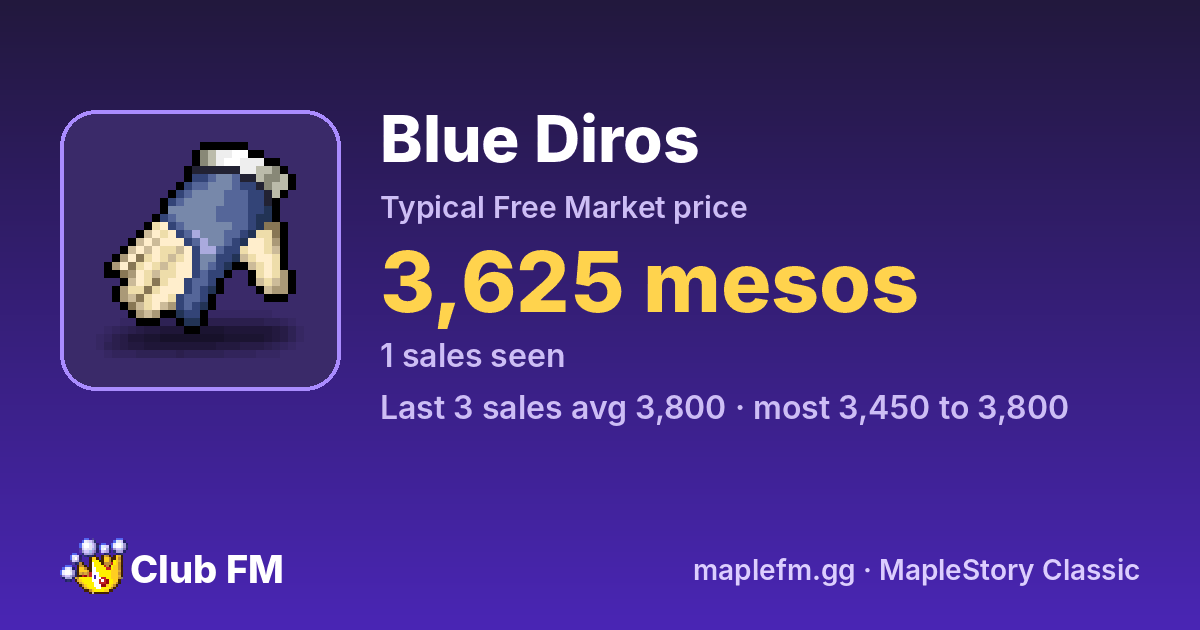 Blue Diros
Typical Free Market price
3,625 mesos
1 sales seen
Last 3 sales avg 3,800 · most 3,450 to 3,800
Club FM
maplefm.gg · MapleStory Classic